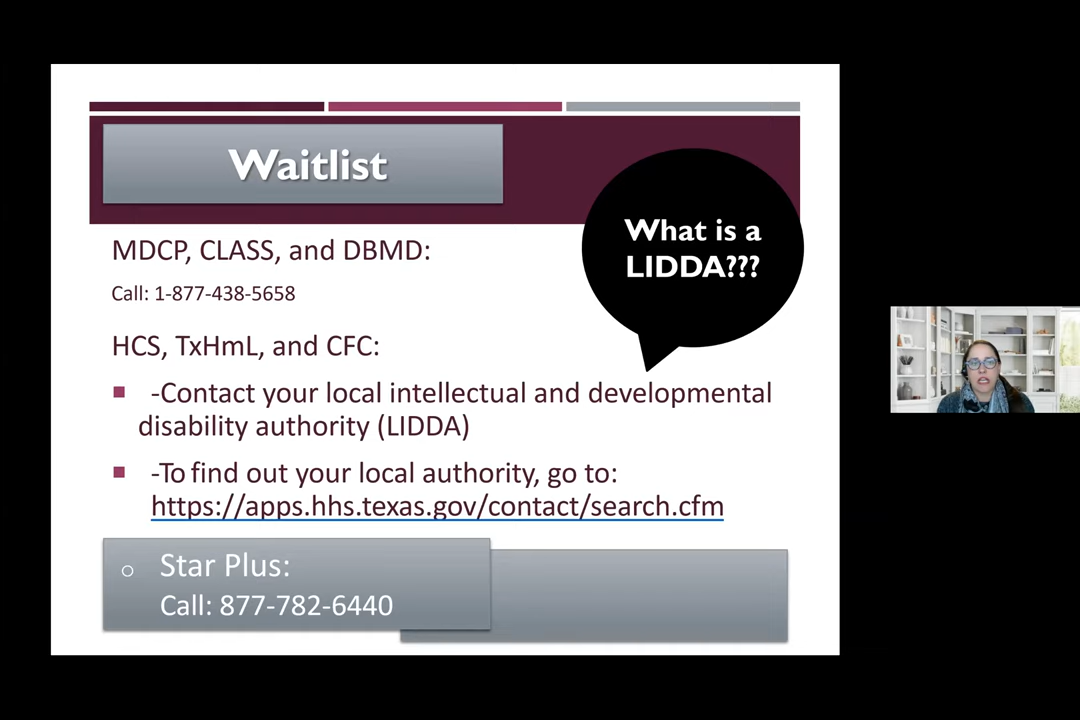 Waitlist
What is a
LIDDA???
MDCP, CLASS, and DBMD:
Call: 1-877-438-5658
HCS, TxHmL, and CFC:
-Contact your local intellectual and developmental
disability authority (LIDDA)
-To find out your local authority, go to:
https://apps.hhs.texas.gov/contact/search.cfm
Star Plus:
Call: 877-782-6440